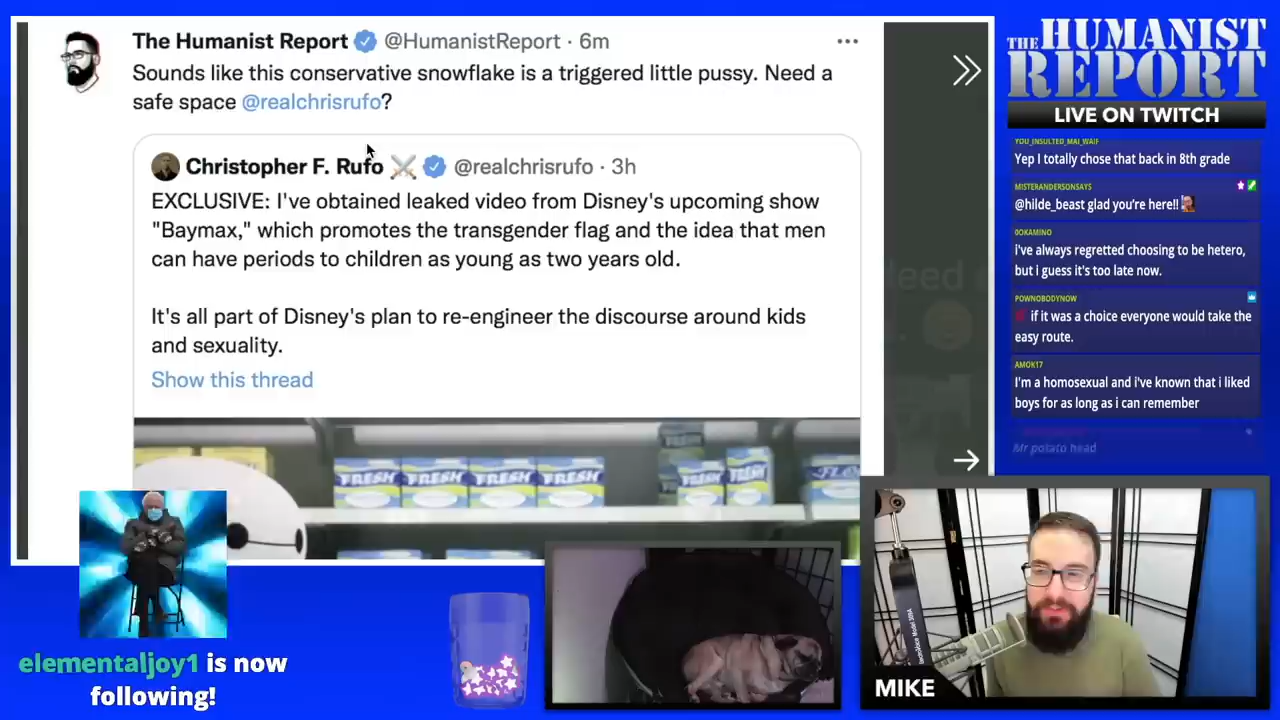 The Humanist Report @HumanistReport · 6m
Sounds like this conservative snowflake is a triggered little pussy. Need a
safe space @realchrisrufo?
Christopher F. Rufo @realchrisrufo · 3h
EXCLUSIVE: I've obtained leaked video from Disney's upcoming show
"Baymax," which promotes the transgender flag and the idea that men
can have periods to children as young as two years old.
It's all part of Disney's plan to re-engineer the discourse around kids
and sexuality.
Show this thread
FRESH FRESH FRESH FRESH FRESH FRESH
THE HUMANIST
REPORT
LIVE ON TWITCH
YOU_INSULTED_MAI_WAIF
Yep I totally chose that back in 8th grade
MISTERANDERSONSAYS
@hilde_beast glad you're here!!
OOKAMINO
i've always regretted choosing to be hetero,
but i guess it's too late now.
POWNOBODYNOW
if it was a choice everyone would take the
easy route.
AMOK17
I'm a homosexual and i've known that i liked
boys for as long as i can remember
Mr potato head
elementaljoy1 is now
following!
MIKE